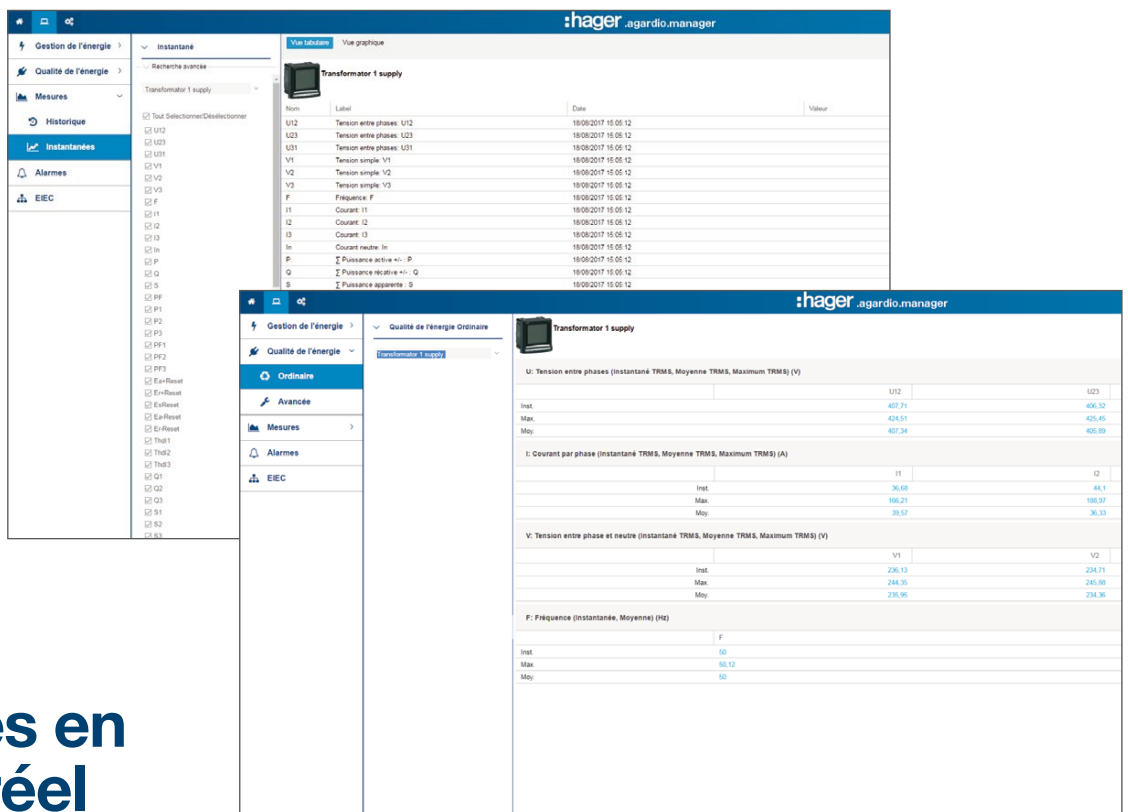 :hager .agardio.manager
Gestion de l'énergie
Qualité de l'énergie
Mesures
Historique
Instantanées
Alarmes
EIEC
Instantané
Recherche avancée
Transformator 1 supply
Tout Selectionner/Désélectionner
U12
U23
U31
V1
V2
V3
F
I1
I2
I3
In
P
Q
S
PF
P1
P2
P3
PF1
PF2
PF3
Ea+Reset
Er+Reset
EsReset
Ea-Reset
Er-Reset
ThdI1
ThdI2
ThdI3
Q1
Q2
Q3
S1
S2
S3
Vue tabulaire Vue graphique
Transformator 1 supply
Nom Label Date Valeur
U12 Tension entre phases: U12 18/08/2017 15:05:12
U23 Tension entre phases: U23 18/08/2017 15:05:12
U31 Tension entre phases: U31 18/08/2017 15:05:12
V1 Tension simple: V1 18/08/2017 15:05:12
V2 Tension simple: V2 18/08/2017 15:05:12
V3 Tension simple: V3 18/08/2017 15:05:12
F Fréquence: F 18/08/2017 15:05:12
I1 Courant: I1 18/08/2017 15:05:12
I2 Courant: I2 18/08/2017 15:05:12
I3 Courant: I3 18/08/2017 15:05:12
In Courant neutre: In 18/08/2017 15:05:12
P ∑ Puissance active +/- : P 18/08/2017 15:05:12
Q ∑ Puissance récative +/- : Q 18/08/2017 15:05:12
S ∑ Puissance apparente : S 18/08/2017 15:05:12
:hager .agardio.manager
Gestion de l'énergie
Qualité de l'énergie
Ordinaire
Avancée
Mesures
Alarmes
EIEC
Qualité de l'énergie Ordinaire
Transformator 1 supply
Transformator 1 supply
U: Tension entre phases (Instantané TRMS, Moyenne TRMS, Maximum TRMS) (V)
U12 U23
Inst. 407,71 406,32
Max. 424,51 425,45
Moy. 407,34 405,89
I: Courant par phase (Instantané TRMS, Moyenne TRMS, Maximum TRMS) (A)
I1 I2
Inst. 36,68 44,1
Max. 166,21 188,97
Moy. 39,57 36,33
V: Tension entre phase et neutre (Instantané TRMS, Moyenne TRMS, Maximum TRMS) (V)
V1 V2
Inst. 236,13 234,71
Max. 244,35 245,88
Moy. 235,95 234,36
F: Fréquence (Instantanée, Moyenne) (Hz)
F
Inst. 50
Max. 50,12
Moy. 50
es en
réel